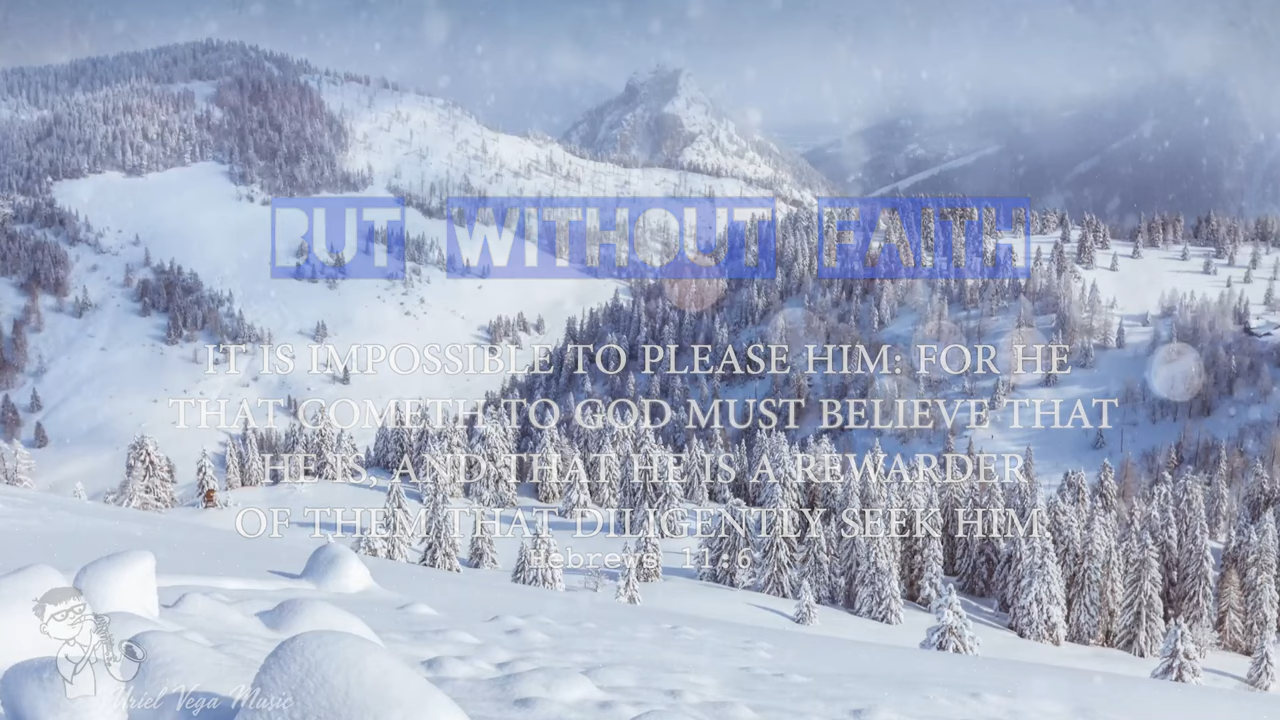 BUT WITHOUT FAITH
IT IS IMPOSSIBLE TO PLEASE HIM: FOR HE
THAT COMETH TO GOD MUST BELIEVE THAT
HE IS, AND THAT HE IS A REWARDER
OF THEM THAT DILIGENTLY SEEK HIM.
Hebrews 11:6
Uriel Vega Music